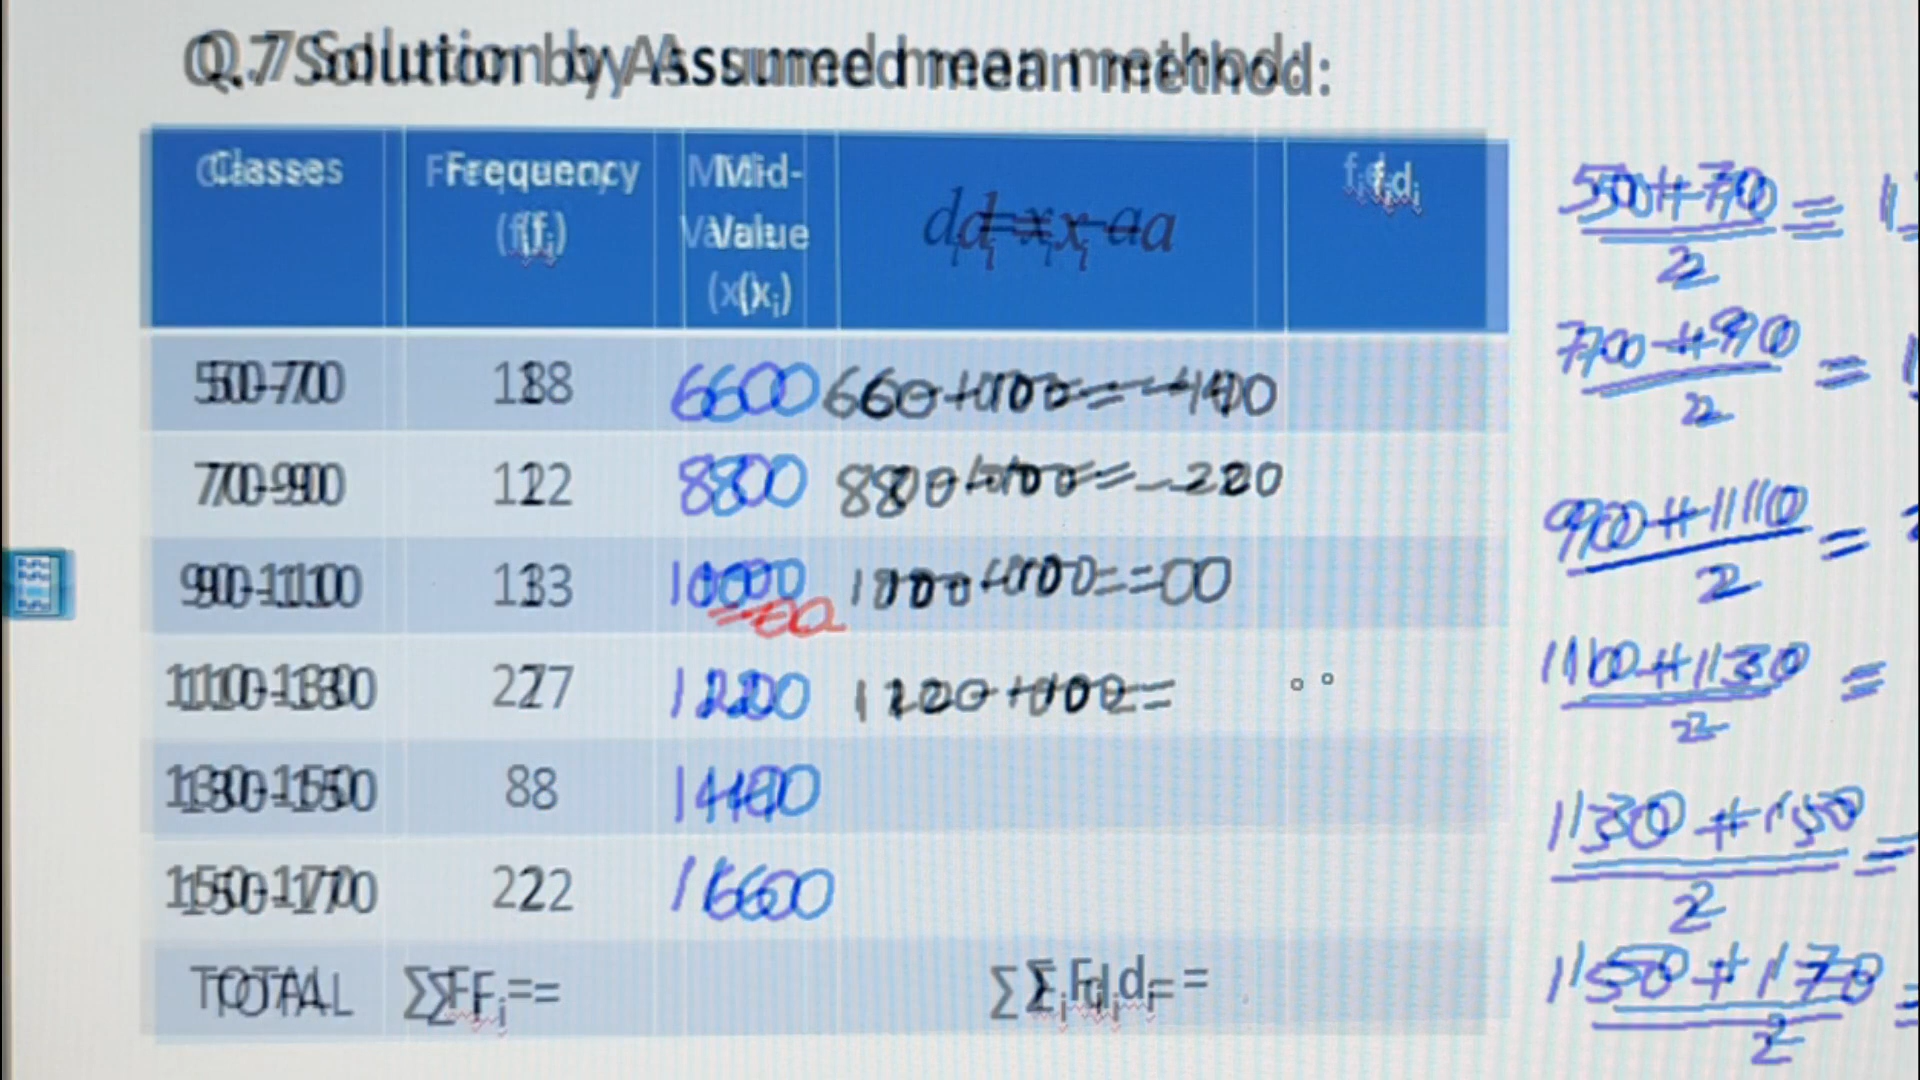 Q.7 Solution by Assumed mean method:
Classes Frequency (fᵢ) Mid-Value (xᵢ) dᵢ = xᵢ - a fᵢdᵢ
50-70 18 60 60-100=-40
70-90 12 80 80-100=-20
90-110 13 100 =a 100-100=0
110-130 27 120 120-100=
130-150 8 140
150-170 22 160
TOTAL ∑Fᵢ= ∑Fᵢdᵢ=
50+70
2 =
70+90
2 =
90+110
2 =
110+130
2 =
130+150
2 =
150+170
2 =